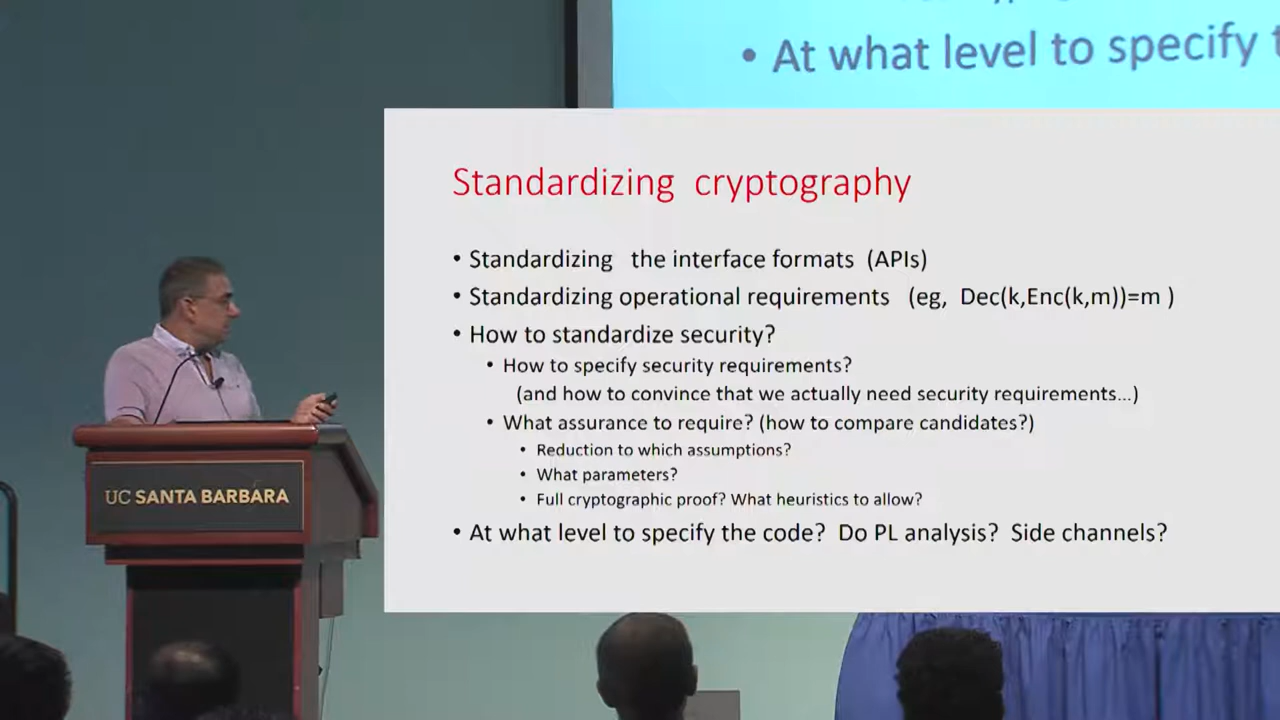 • At what level to specify
Standardizing cryptography
• Standardizing the interface formats (APIs)
• Standardizing operational requirements (eg, Dec(k,Enc(k,m))=m )
• How to standardize security?
• How to specify security requirements?
(and how to convince that we actually need security requirements…)
• What assurance to require? (how to compare candidates?)
• Reduction to which assumptions?
• What parameters?
• Full cryptographic proof? What heuristics to allow?
• At what level to specify the code? Do PL analysis? Side channels?
UC SANTA BARBARA